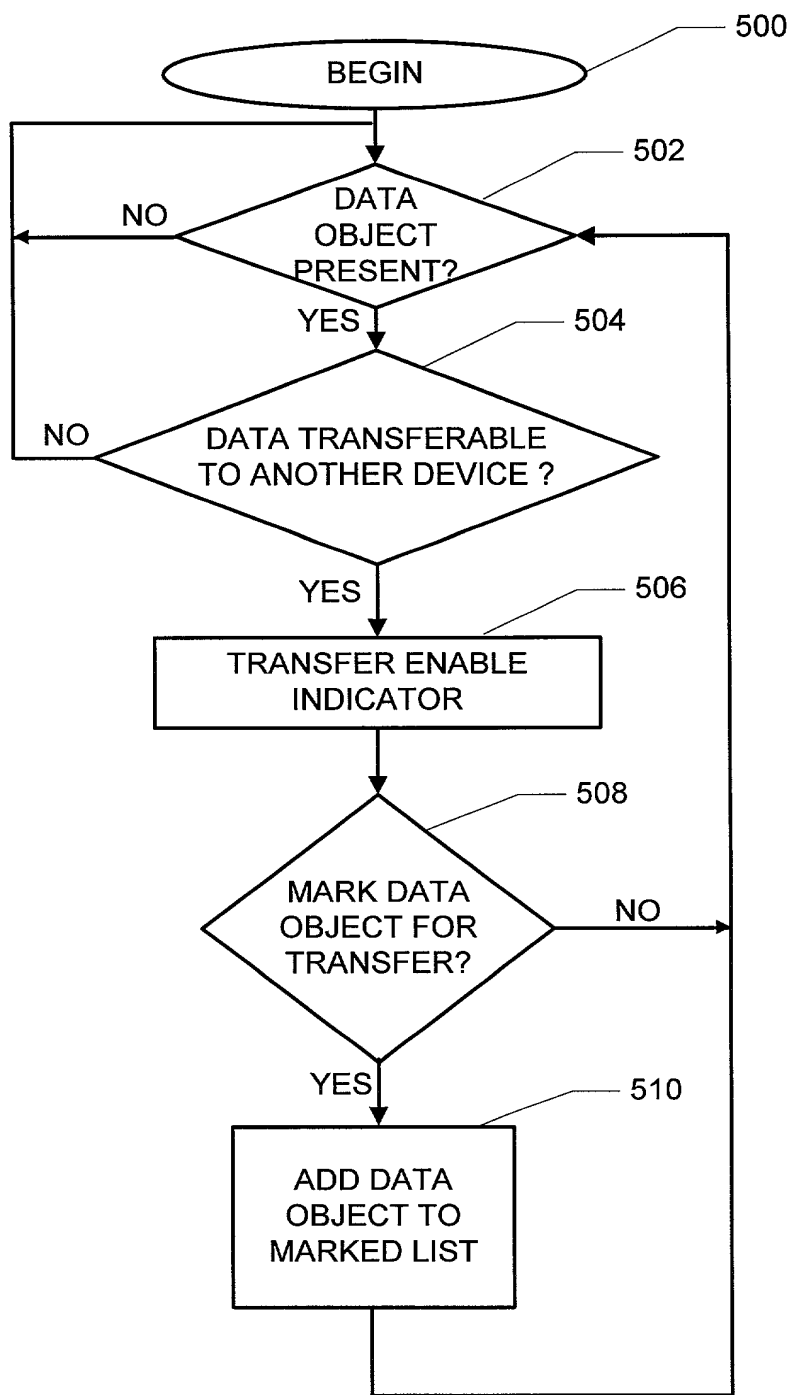 500
BEGIN
502
DATA
OBJECT
PRESENT?
NO
YES
504
NO
DATA TRANSFERABLE
TO ANOTHER DEVICE ?
YES
506
TRANSFER ENABLE
INDICATOR
508
MARK DATA
OBJECT FOR
TRANSFER?
NO
YES
510
ADD DATA
OBJECT TO
MARKED LIST